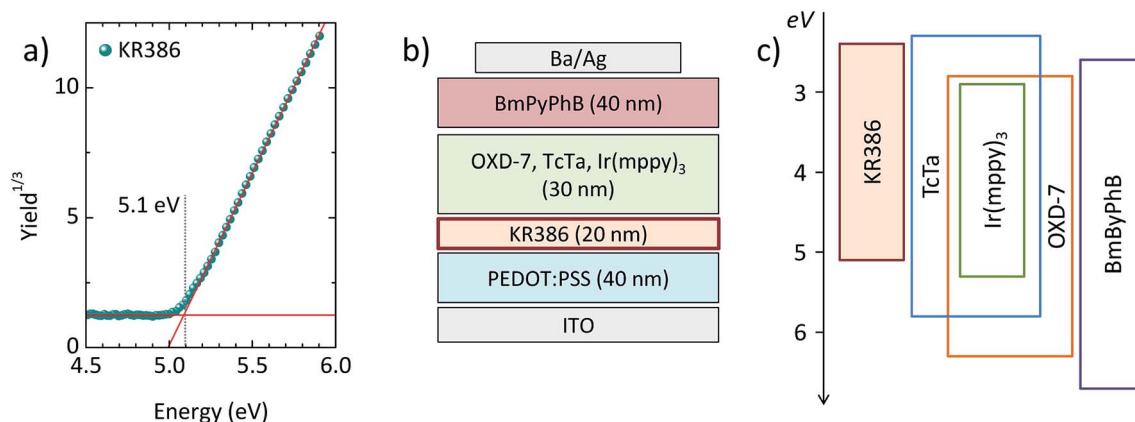 a)
KR386
5.1 eV
Yield^1/3
10
5
0
4.5 5.0 5.5 6.0
Energy (eV)
b)
Ba/Ag
BmPyPhB (40 nm)
OXD-7, TcTa, Ir(mppy)₃
(30 nm)
KR386 (20 nm)
PEDOT:PSS (40 nm)
ITO
c)
eV
3
4
5
6
KR386
TcTa
Ir(mppy)₃
OXD-7
BmByPhB